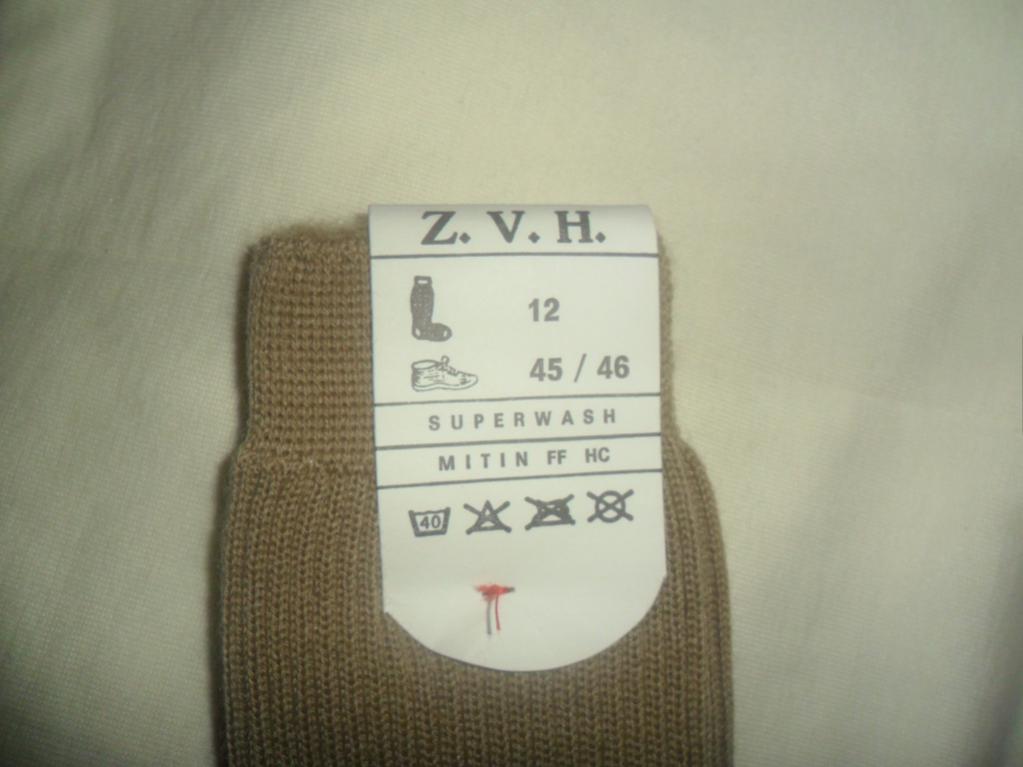 Z. V. H.
12
45 / 46
SUPERWASH
MITIN FF HC
40